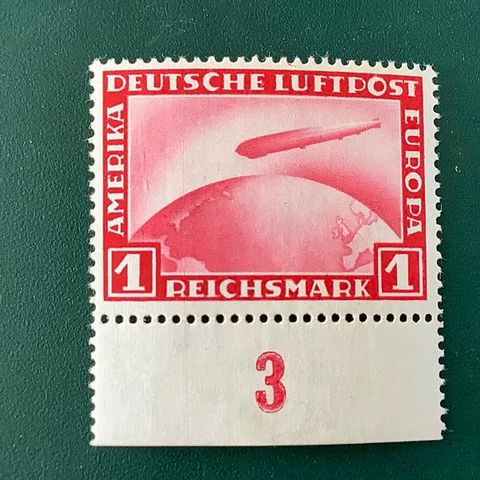 DEUTSCHE LUFTPOST
AMERIKA
EUROPA
1 REICHSMARK 1
3